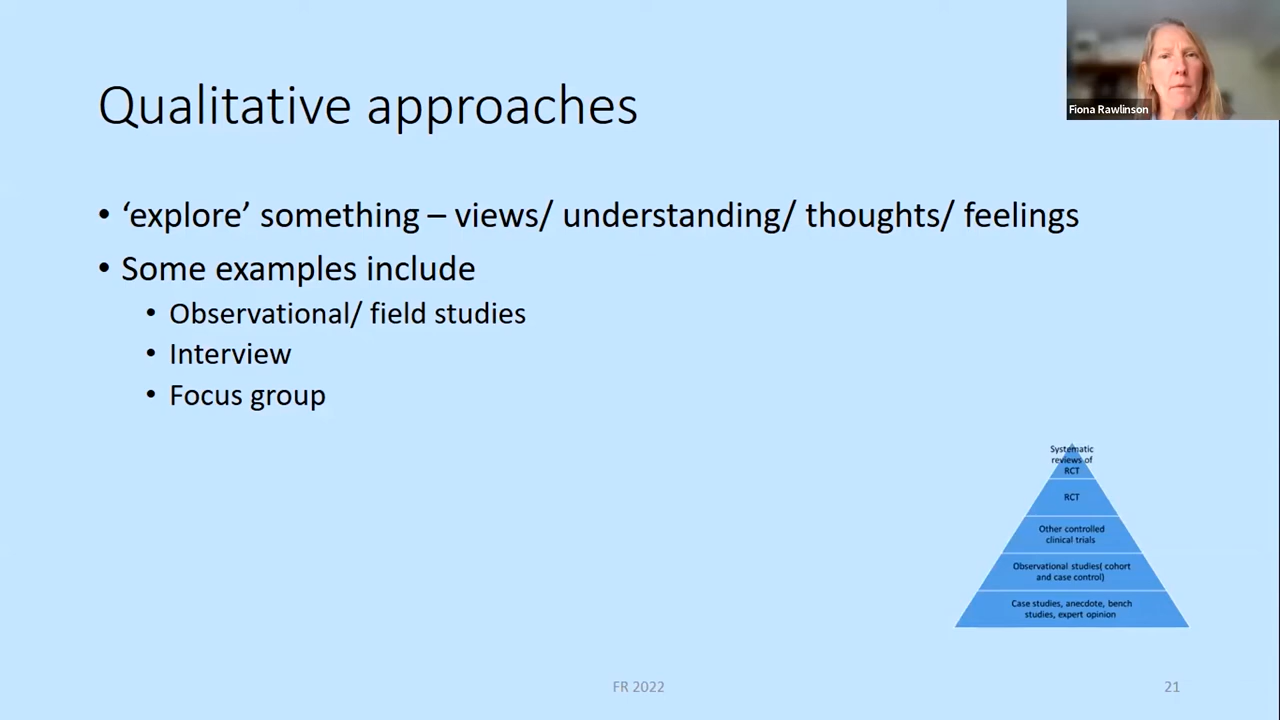 Fiona Rawlinson
Qualitative approaches
• ‘explore’ something – views/ understanding/ thoughts/ feelings
• Some examples include
• Observational/ field studies
• Interview
• Focus group
Systematic
reviews of
RCT
RCT
Other controlled
clinical trials
Observational studies( cohort
and case control)
Case studies, anecdote, bench
studies, expert opinion
FR 2022
21